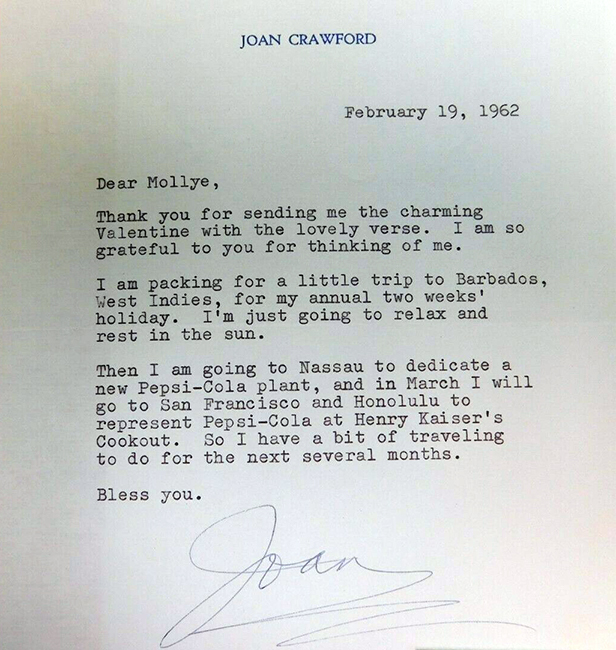 JOAN CRAWFORD
February 19, 1962
Dear Mollye,
Thank you for sending me the charming
Valentine with the lovely verse. I am so
grateful to you for thinking of me.
I am packing for a little trip to Barbados,
West Indies, for my annual two weeks'
holiday. I'm just going to relax and
rest in the sun.
Then I am going to Nassau to dedicate a
new Pepsi-Cola plant, and in March I will
go to San Francisco and Honolulu to
represent Pepsi-Cola at Henry Kaiser's
Cookout. So I have a bit of traveling
to do for the next several months.
Bless you.
Joan